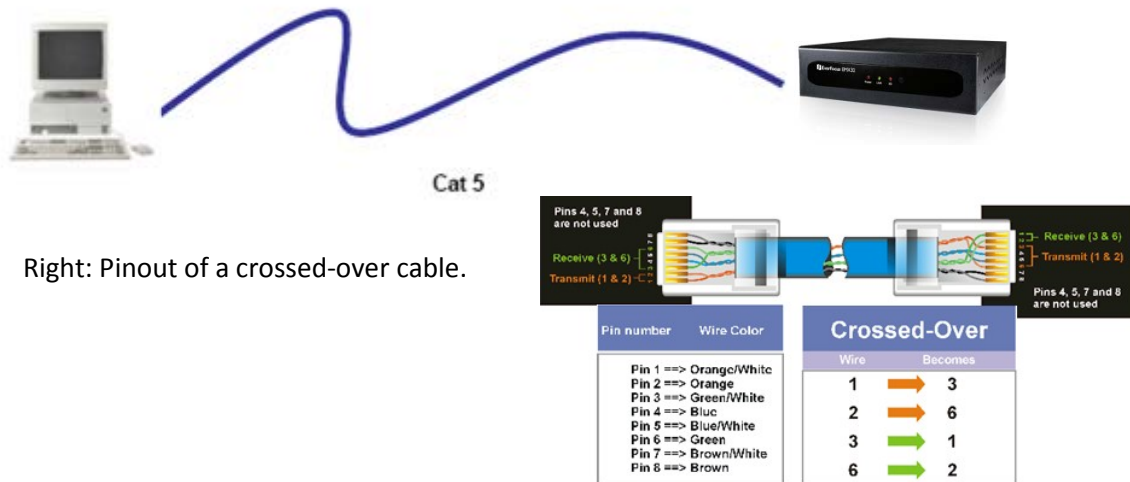 EverFocus
Cat 5
Right: Pinout of a crossed-over cable.
Pins 4, 5, 7 and 8
are not used
Receive (3 & 6)
Transmit (1 & 2)
Receive (3 & 6)
Transmit (1 & 2)
Pins 4, 5, 7 and 8
are not used
Pin number Wire Color
Pin 1 ==> Orange/White
Pin 2 ==> Orange
Pin 3 ==> Green/White
Pin 4 ==> Blue
Pin 5 ==> Blue/White
Pin 6 ==> Green
Pin 7 ==> Brown/White
Pin 8 ==> Brown
Crossed-Over
Wire Becomes
1 3
2 6
3 1
6 2